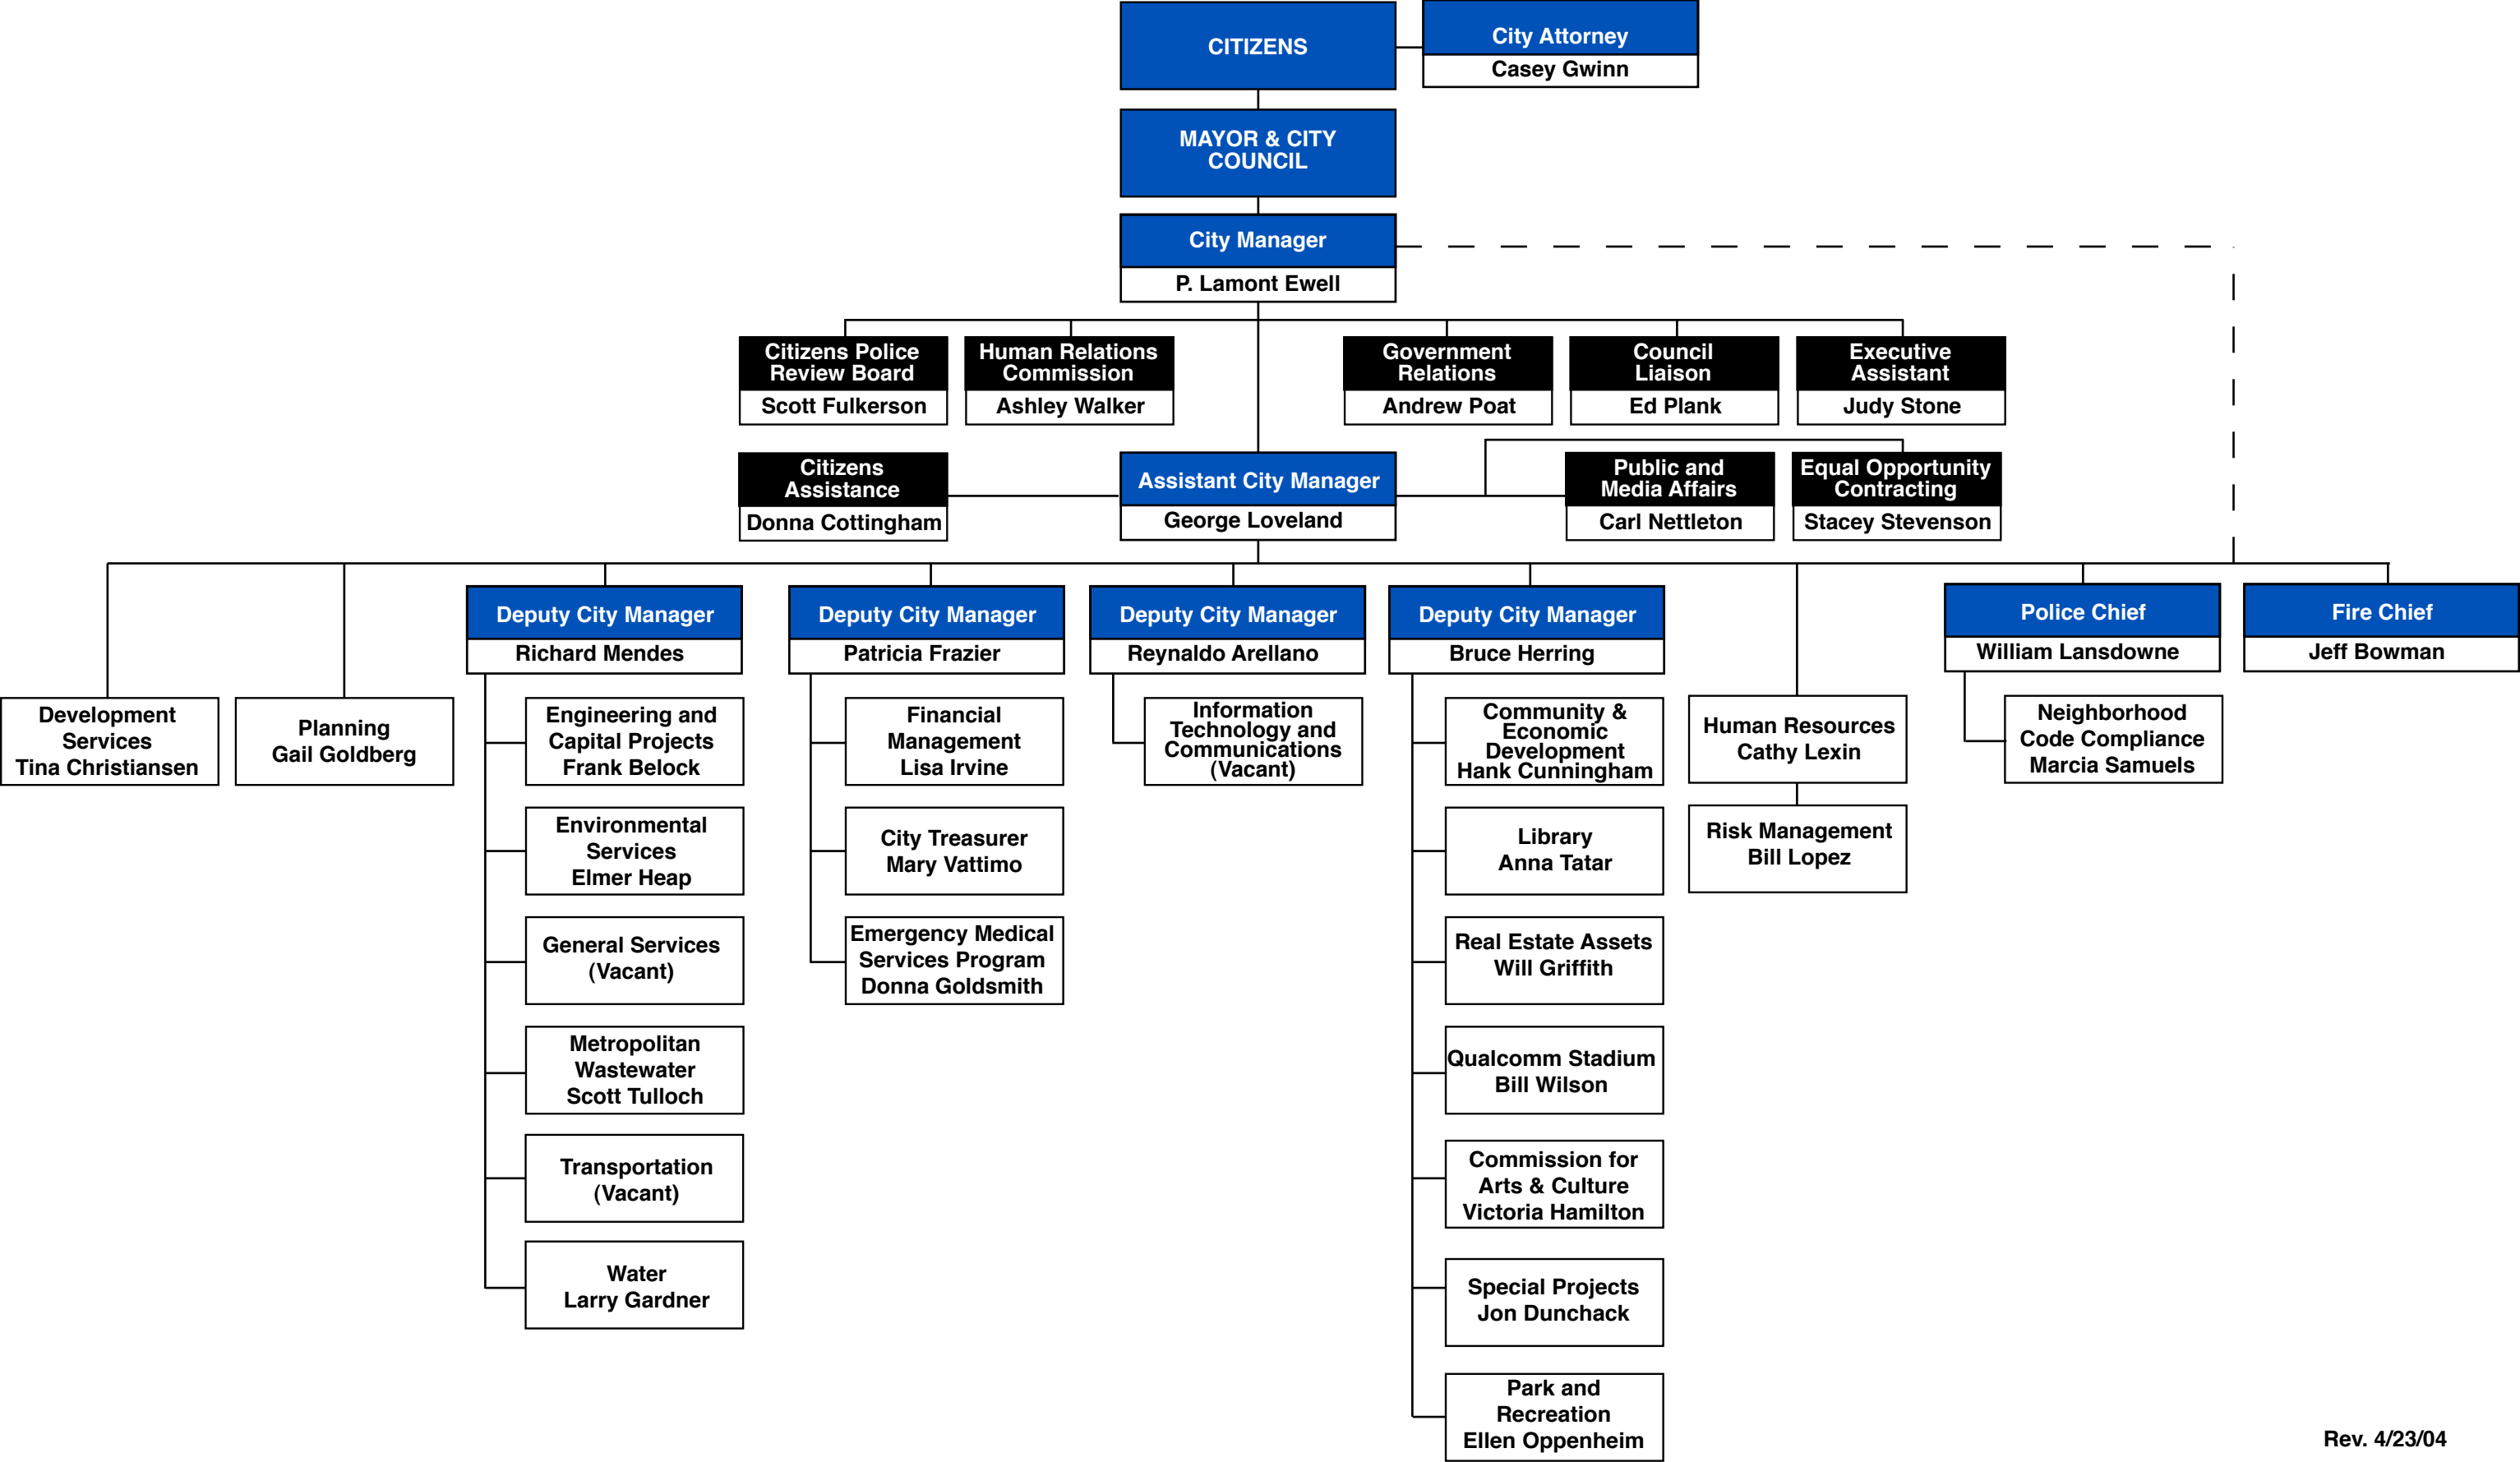 CITIZENS
City Attorney
Casey Gwinn
MAYOR & CITY
COUNCIL
City Manager
P. Lamont Ewell
Citizens Police
Review Board
Scott Fulkerson
Human Relations
Commission
Ashley Walker
Government
Relations
Andrew Poat
Council
Liaison
Ed Plank
Executive
Assistant
Judy Stone
Citizens
Assistance
Donna Cottingham
Assistant City Manager
George Loveland
Public and
Media Affairs
Carl Nettleton
Equal Opportunity
Contracting
Stacey Stevenson
Development
Services
Tina Christiansen
Planning
Gail Goldberg
Deputy City Manager
Richard Mendes
Engineering and
Capital Projects
Frank Belock
Environmental
Services
Elmer Heap
General Services
(Vacant)
Metropolitan
Wastewater
Scott Tulloch
Transportation
(Vacant)
Water
Larry Gardner
Deputy City Manager
Patricia Frazier
Financial
Management
Lisa Irvine
City Treasurer
Mary Vattimo
Emergency Medical
Services Program
Donna Goldsmith
Deputy City Manager
Reynaldo Arellano
Information
Technology and
Communications
(Vacant)
Deputy City Manager
Bruce Herring
Community &
Economic
Development
Hank Cunningham
Library
Anna Tatar
Real Estate Assets
Will Griffith
Qualcomm Stadium
Bill Wilson
Commission for
Arts & Culture
Victoria Hamilton
Special Projects
Jon Dunchack
Park and
Recreation
Ellen Oppenheim
Human Resources
Cathy Lexin
Risk Management
Bill Lopez
Police Chief
William Lansdowne
Neighborhood
Code Compliance
Marcia Samuels
Fire Chief
Jeff Bowman
Rev. 4/23/04